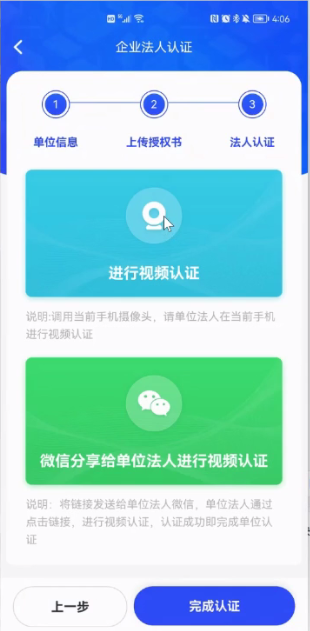 HD 4:06
企业法人认证
1 2 3
单位信息 上传授权书 法人认证
进行视频认证
说明:调用当前手机摄像头，请单位法人在当前手机
进行视频认证
微信分享给单位法人进行视频认证
说明：将链接发送给单位法人微信，单位法人通过
点击链接，进行视频认证，认证成功即完成单位认
证
上一步 完成认证